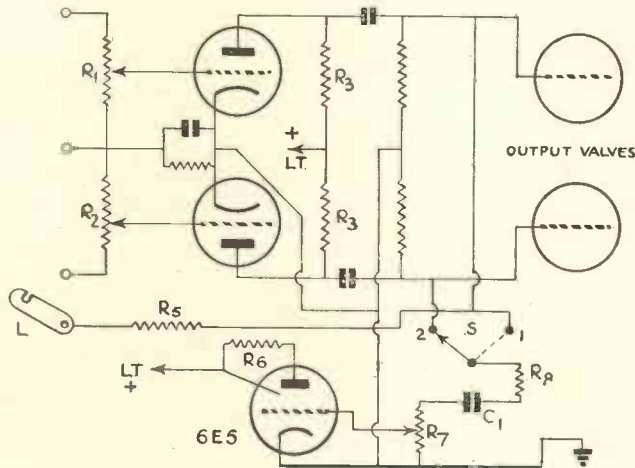 R1
R3
+
LT
OUTPUT VALVES
R2
R3
L
R5
2
S
1
R6
LT
+
R8
C1
6E5
R7